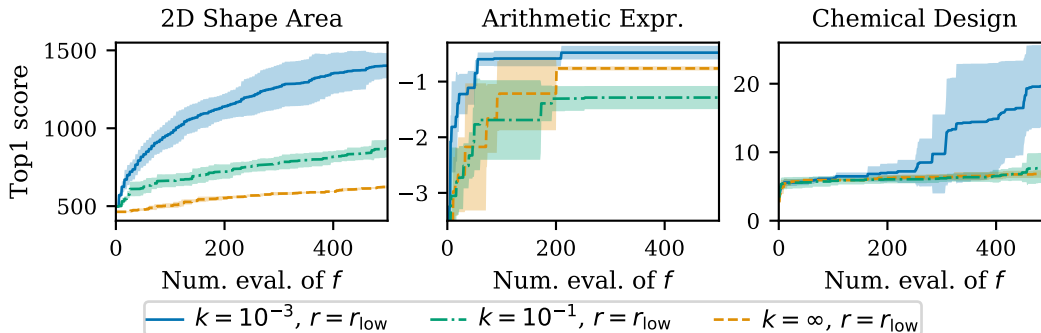 2D Shape Area
Arithmetic Expr.
Chemical Design
Top1 score
1500
1000
500
0
200
400
Num. eval. of f
−1
−2
−3
0
200
400
Num. eval. of f
20
10
0
0
200
400
Num. eval. of f
k = 10⁻³, r = r_low
k = 10⁻¹, r = r_low
k = ∞, r = r_low